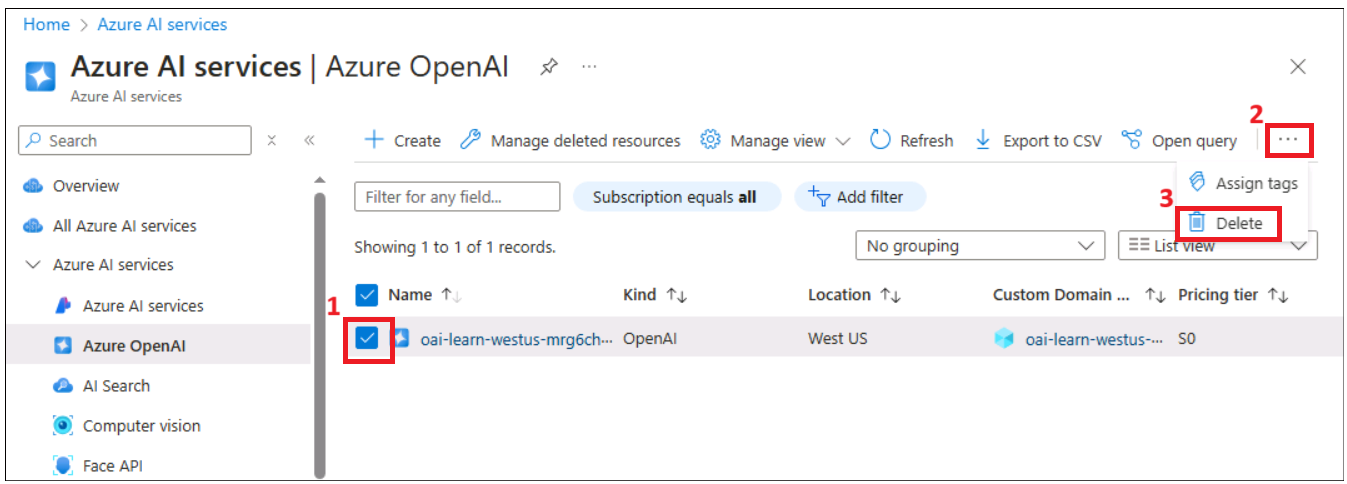 Home > Azure AI services
Azure AI services | Azure OpenAI ...
Azure AI services
Search
Create Manage deleted resources Manage view Refresh Export to CSV Open query 2 ...
Overview
All Azure AI services
Azure AI services
Azure AI services
Azure OpenAI
AI Search
Computer vision
Face API
Filter for any field... Subscription equals all Add filter
Assign tags
3 Delete
Showing 1 to 1 of 1 records. No grouping List view
Name Kind Location Custom Domain ... Pricing tier
1 oai-learn-westus-mrg6ch... OpenAI West US oai-learn-westus-... S0